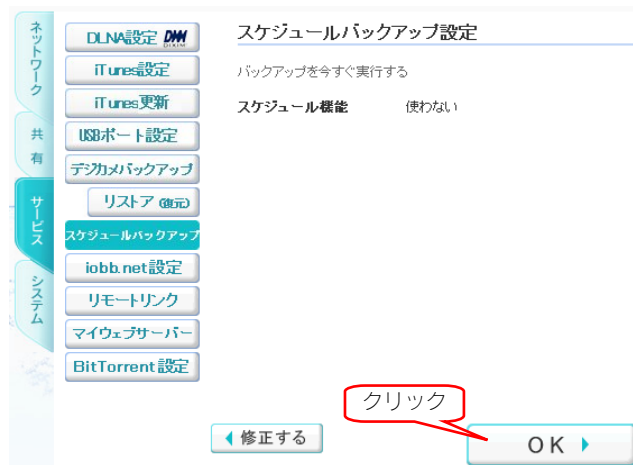 ネットワーク
共有
サービス
システム
DLNA設定
iTunes設定
iTunes更新
USBポート設定
デジカメバックアップ
リストア(復元)
スケジュールバックアップ
iobb.net設定
リモートリンク
マイウェブサーバー
BitTorrent設定
スケジュールバックアップ設定
バックアップを今すぐ実行する
スケジュール機能 使わない
クリック
修正する
OK